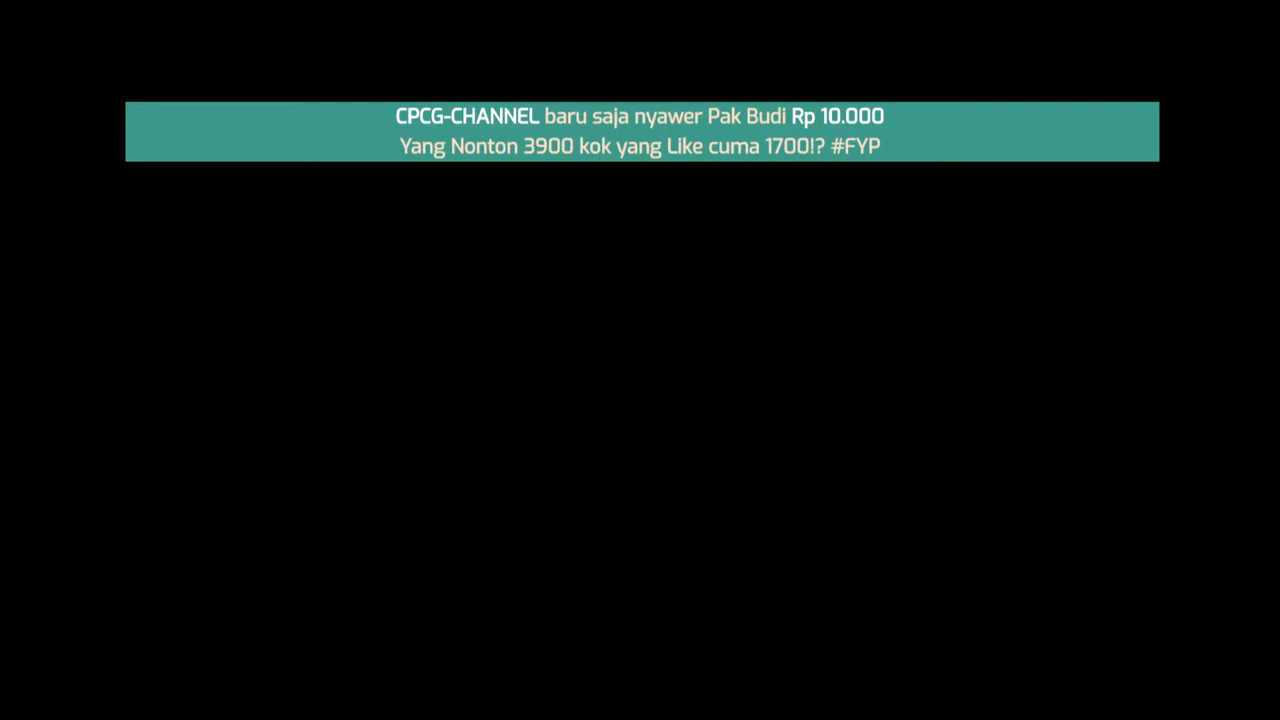 CPCG-CHANNEL baru saja nyawer Pak Budi Rp 10.000
Yang Nonton 3900 kok yang Like cuma 1700!? #FYP